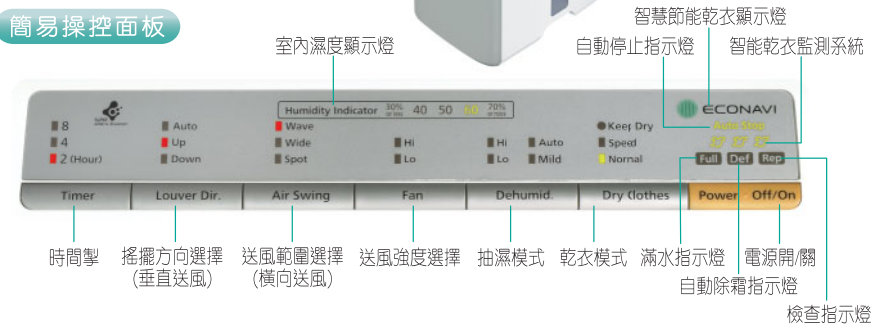 簡易操控面板
智慧節能乾衣顯示燈
室內濕度顯示燈
自動停止指示燈
智能乾衣監測系統
Humidity Indicator 30% 40 50 60 70%
ECONAVI
8
Auto
Wave
Keep Dry
Auto Stop
4
Up
Wide
Hi
Hi
Auto
Speed
2 (Hour)
Down
Spot
Lo
Lo
Mild
Normal
Full
Def
Rep
Timer
Louver Dir.
Air Swing
Fan
Dehumid.
Dry Clothes
Power Off/On
時間掣
搖擺方向選擇
(垂直送風)
送風範圍選擇
(橫向送風)
送風強度選擇
抽濕模式
乾衣模式
滿水指示燈
電源開/關
自動除霜指示燈
檢查指示燈